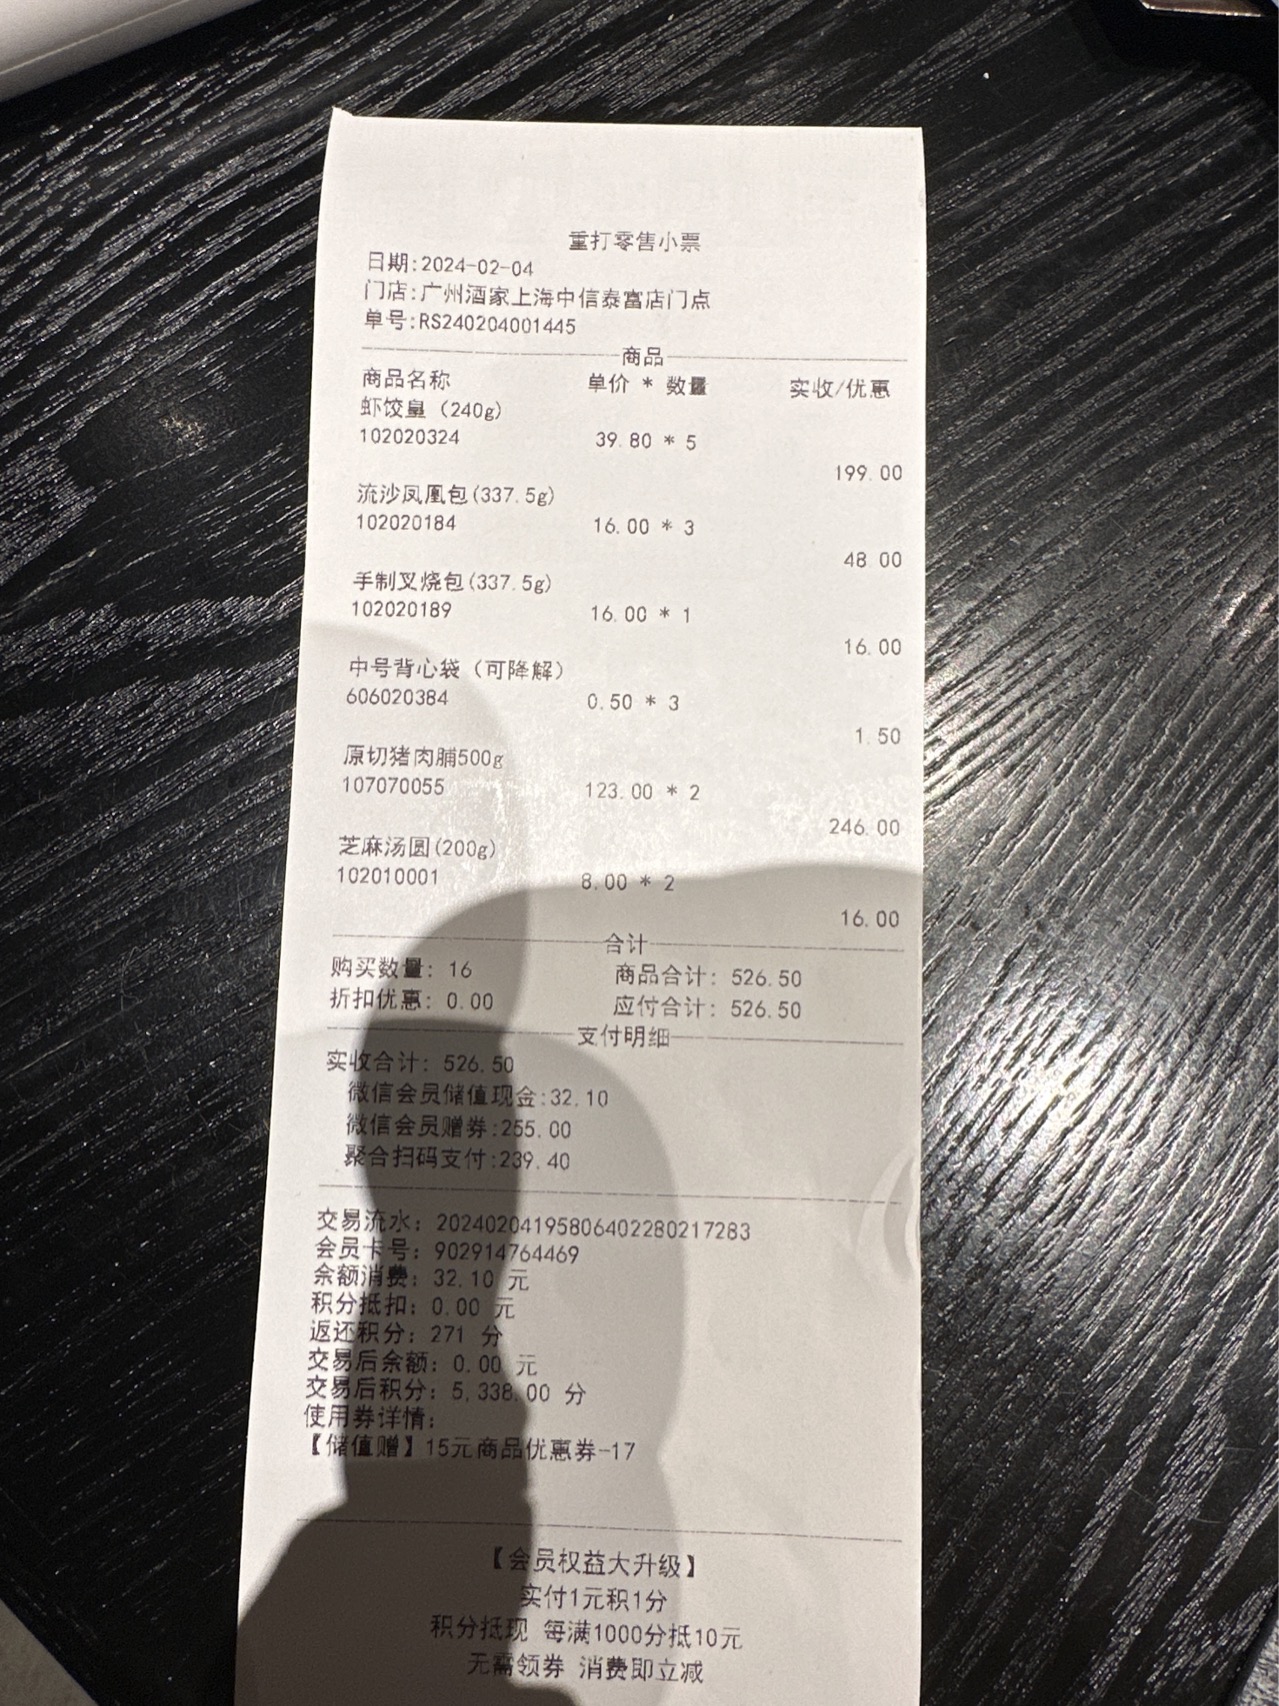 重打零售小票
日期:2024-02-04
门店:广州酒家上海中信泰富店门点
单号:RS240204001445
商品
商品名称 单价 * 数量 实收/优惠
虾饺皇（240g）
102020324 39.80 * 5
199.00
流沙凤凰包(337.5g)
102020184 16.00 * 3
48.00
手制叉烧包(337.5g)
102020189 16.00 * 1
16.00
中号背心袋（可降解）
606020384 0.50 * 3
1.50
原切猪肉脯500g
107070055 123.00 * 2
246.00
芝麻汤圆(200g)
102010001 8.00 * 2
16.00
合计
购买数量: 16 商品合计: 526.50
折扣优惠: 0.00 应付合计: 526.50
支付明细
实收合计: 526.50
微信会员储值现金:32.10
微信会员赠券:255.00
聚合扫码支付:239.40
交易流水: 20240204195806402280217283
会员卡号: 902914764469
余额消费: 32.10 元
积分抵扣: 0.00 元
返还积分: 271 分
交易后余额: 0.00 元
交易后积分: 5,338.00 分
使用券详情:
【储值赠】15元商品优惠券-17
【会员权益大升级】
实付1元积1分
积分抵现 每满1000分抵10元
无需领券 消费即立减